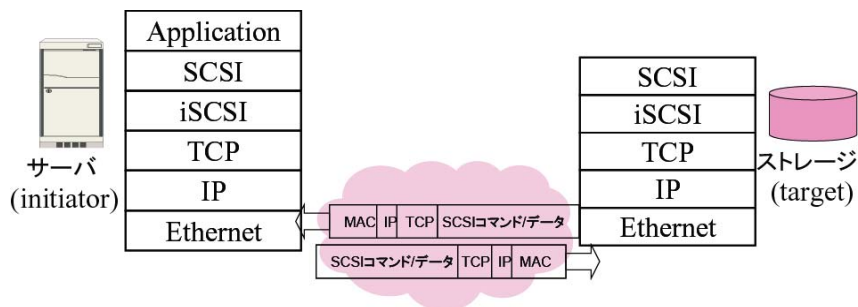 Application
SCSI
iSCSI
TCP
IP
Ethernet
サーバ
(initiator)
SCSI
iSCSI
TCP
IP
Ethernet
ストレージ
(target)
MAC IP TCP SCSIコマンド/データ
SCSIコマンド/データ TCP IP MAC